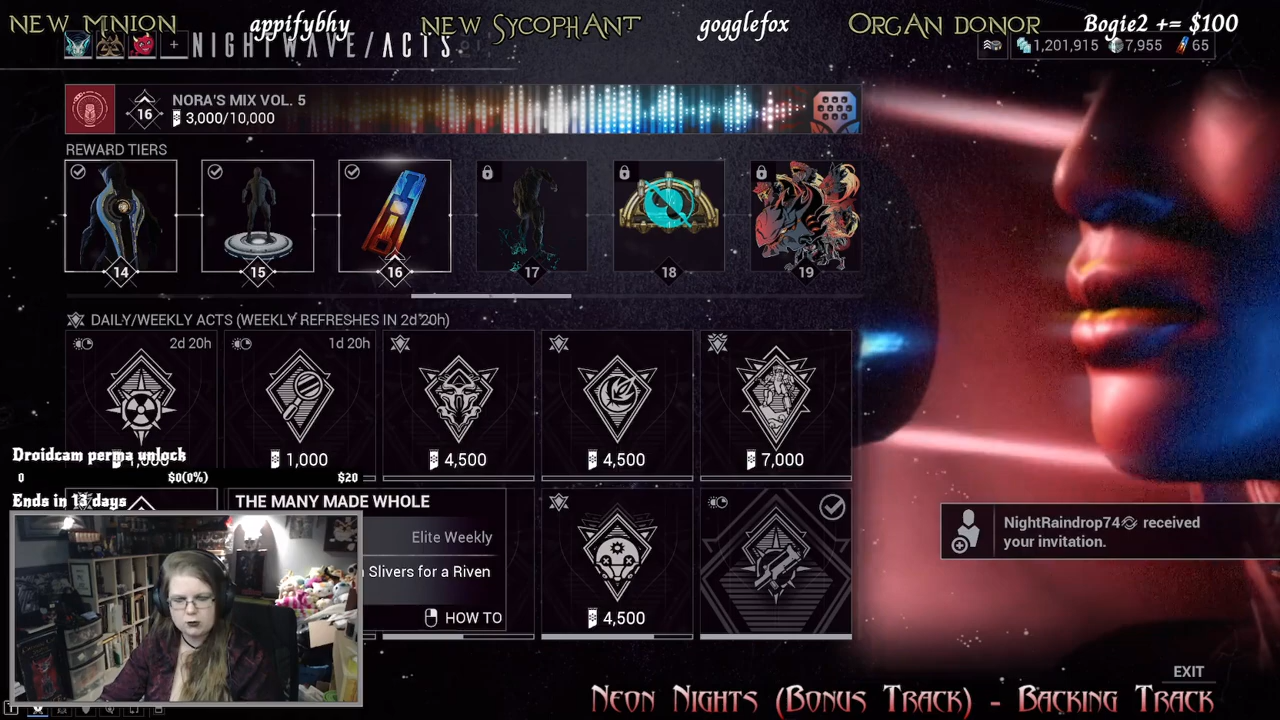 NEW MINION appifybhy NEW SYCOPHANT gogglefox ORGAN DONOR Bogie2 += $100
NIGHTWAVE/ACTS
1,201,915 7,955 65
16 NORA'S MIX VOL. 5
3,000/10,000
REWARD TIERS
14 15 16 17 18 19
DAILY/WEEKLY ACTS (WEEKLY REFRESHES IN 2d 20h)
2d 20h 1d 20h
1,000 1,000 4,500 4,500 7,000
Droidcam perma unlock
0 $0(0%) $20
Ends in 13 days
THE MANY MADE WHOLE
Elite Weekly
Slivers for a Riven
HOW TO
4,500
NightRaindrop74 received
your invitation.
EXIT
NEON NIGHTS (BONUS TRACK) - BACKING TRACK